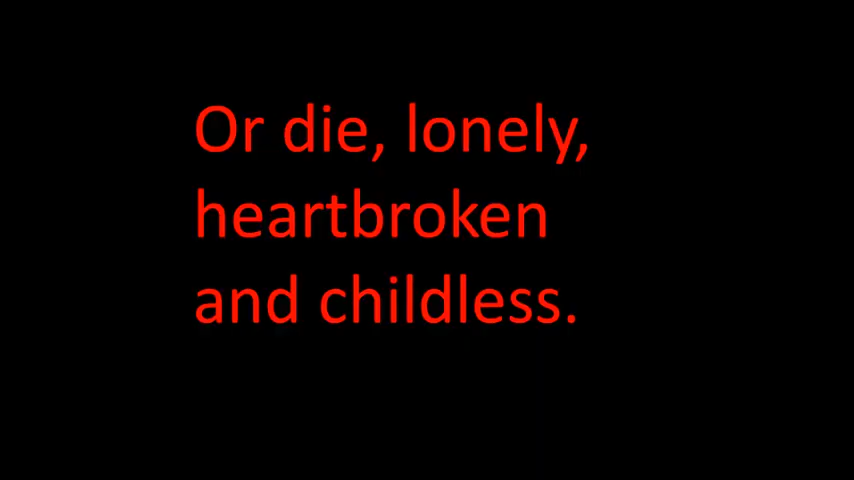 Or die, lonely,
heartbroken
and childless.